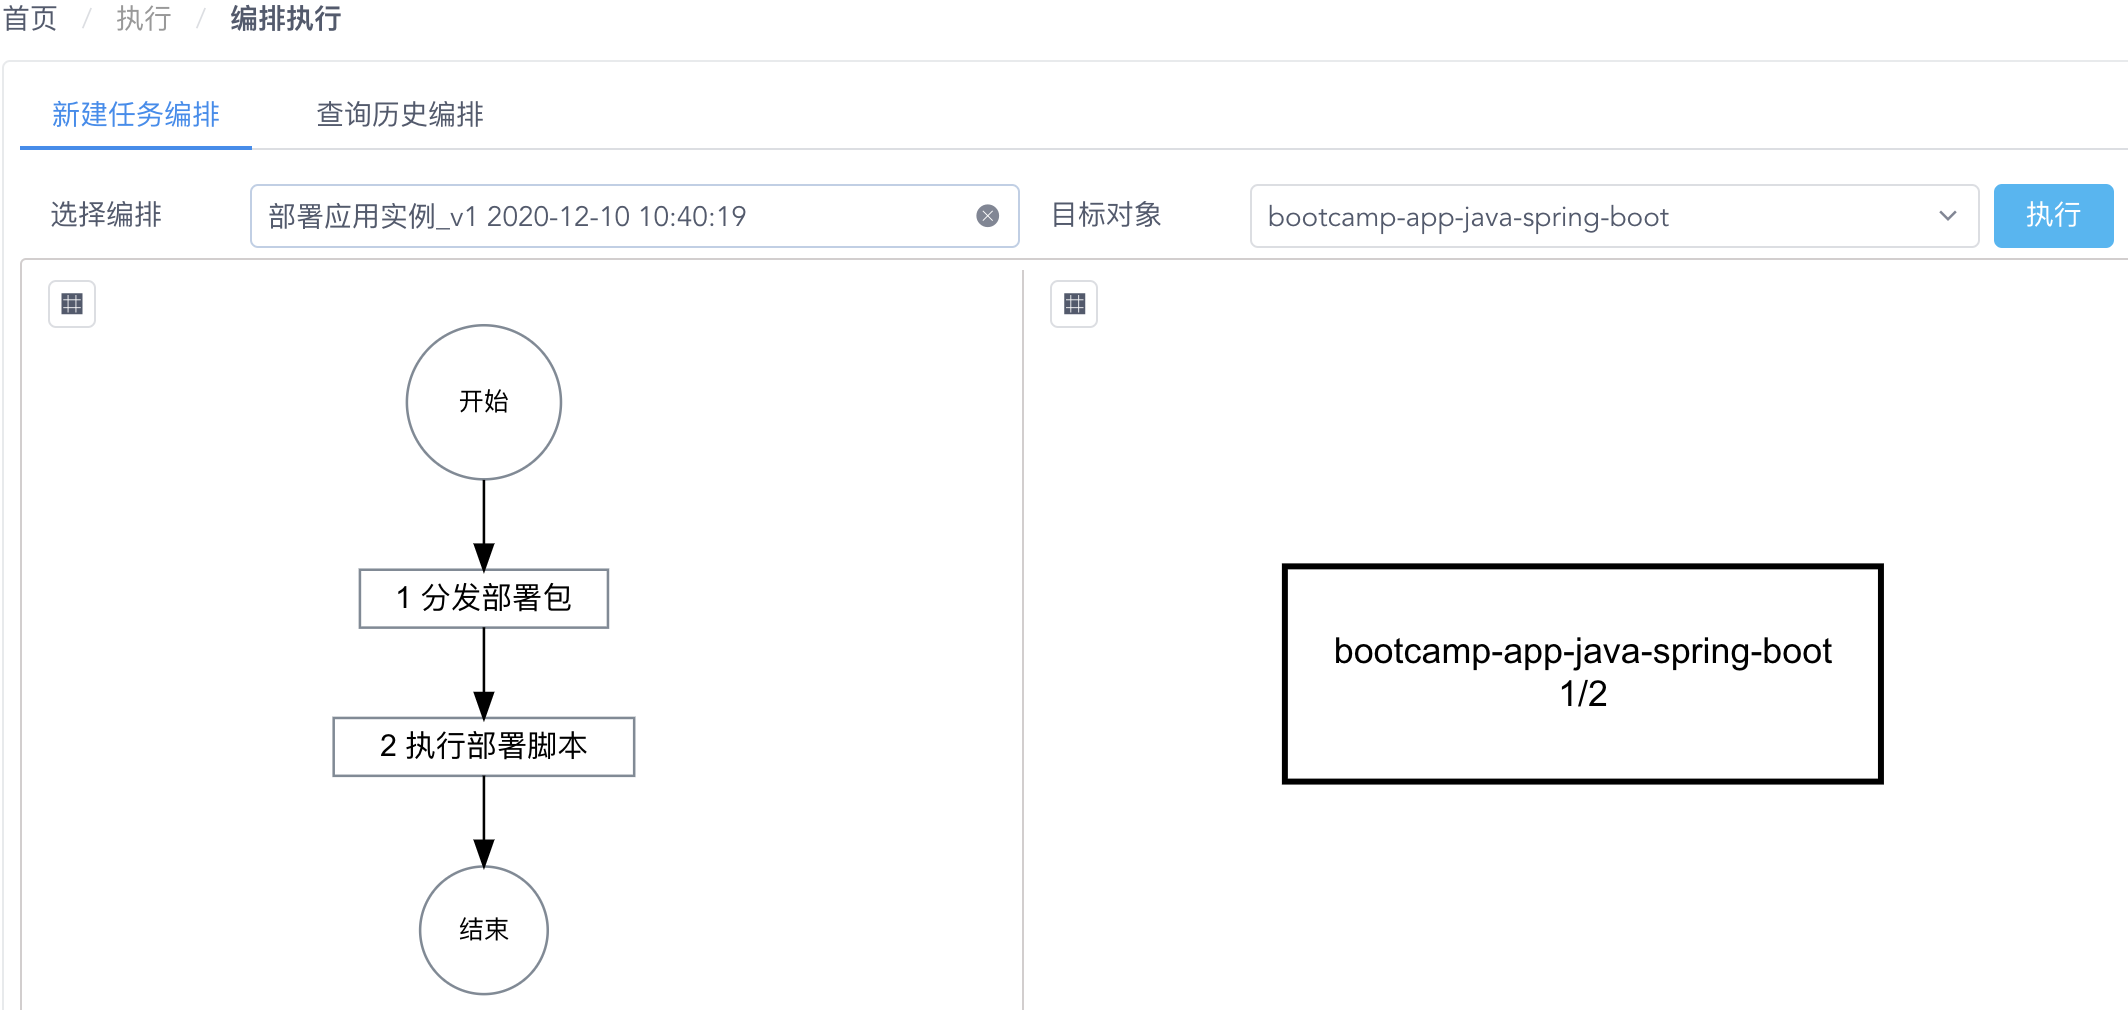 首页 / 执行 / 编排执行
新建任务编排 查询历史编排
选择编排 部署应用实例_v1 2020-12-10 10:40:19 目标对象 bootcamp-app-java-spring-boot 执行
开始
1 分发部署包
2 执行部署脚本
结束
bootcamp-app-java-spring-boot
1/2